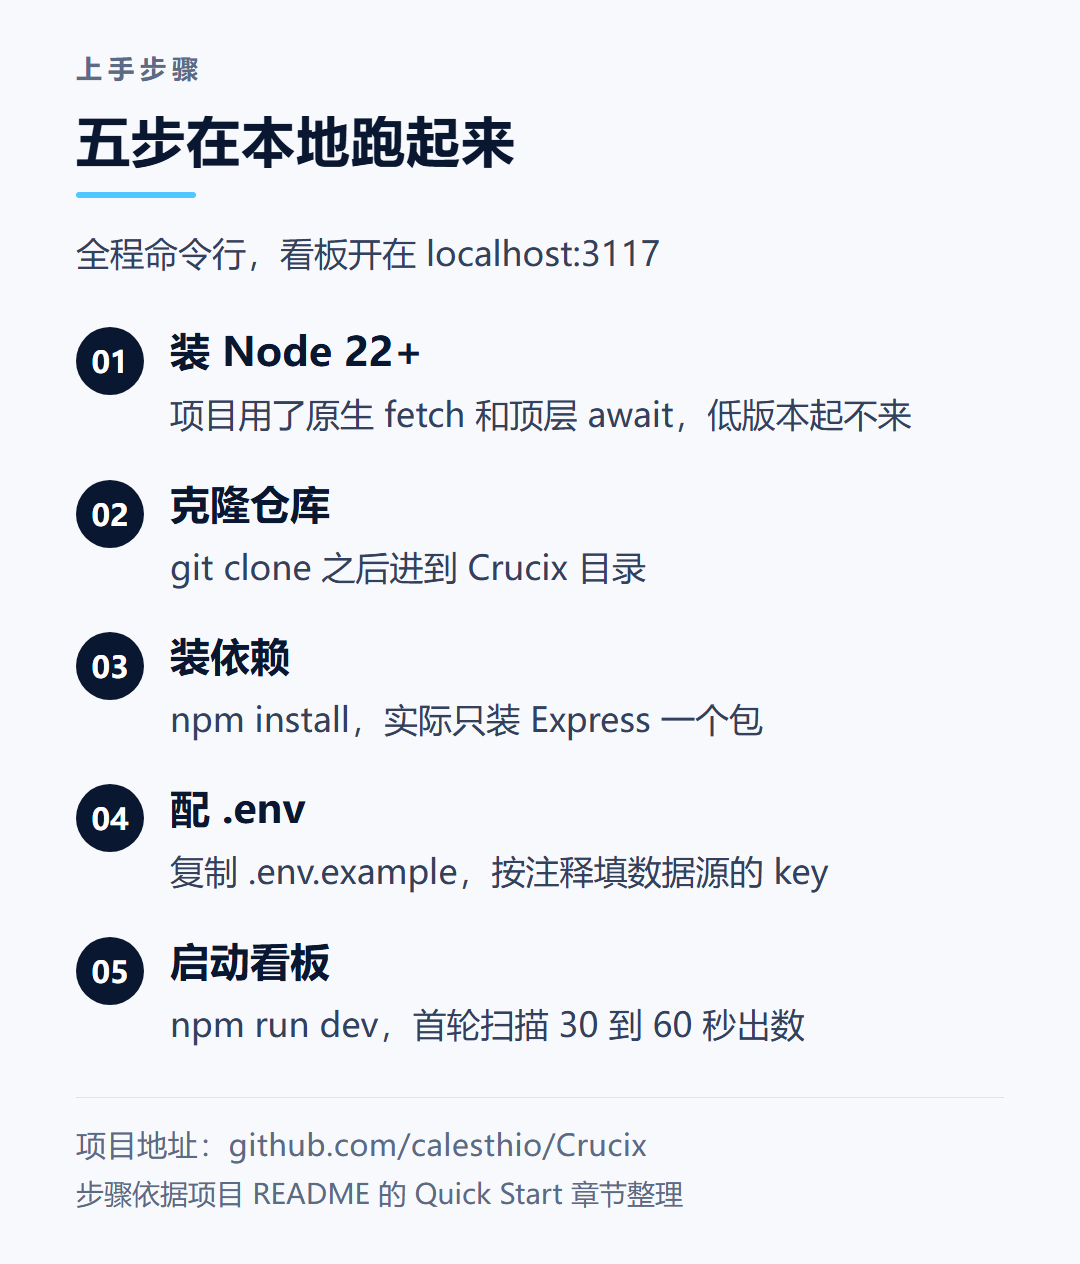 上手步骤
五步在本地跑起来
全程命令行，看板开在 localhost:3117
01
装 Node 22+
项目用了原生 fetch 和顶层 await，低版本起不来
02
克隆仓库
git clone 之后进到 Crucix 目录
03
装依赖
npm install，实际只装 Express 一个包
04
配 .env
复制 .env.example，按注释填数据源的 key
05
启动看板
npm run dev，首轮扫描 30 到 60 秒出数
项目地址：github.com/calesthio/Crucix
步骤依据项目 README 的 Quick Start 章节整理